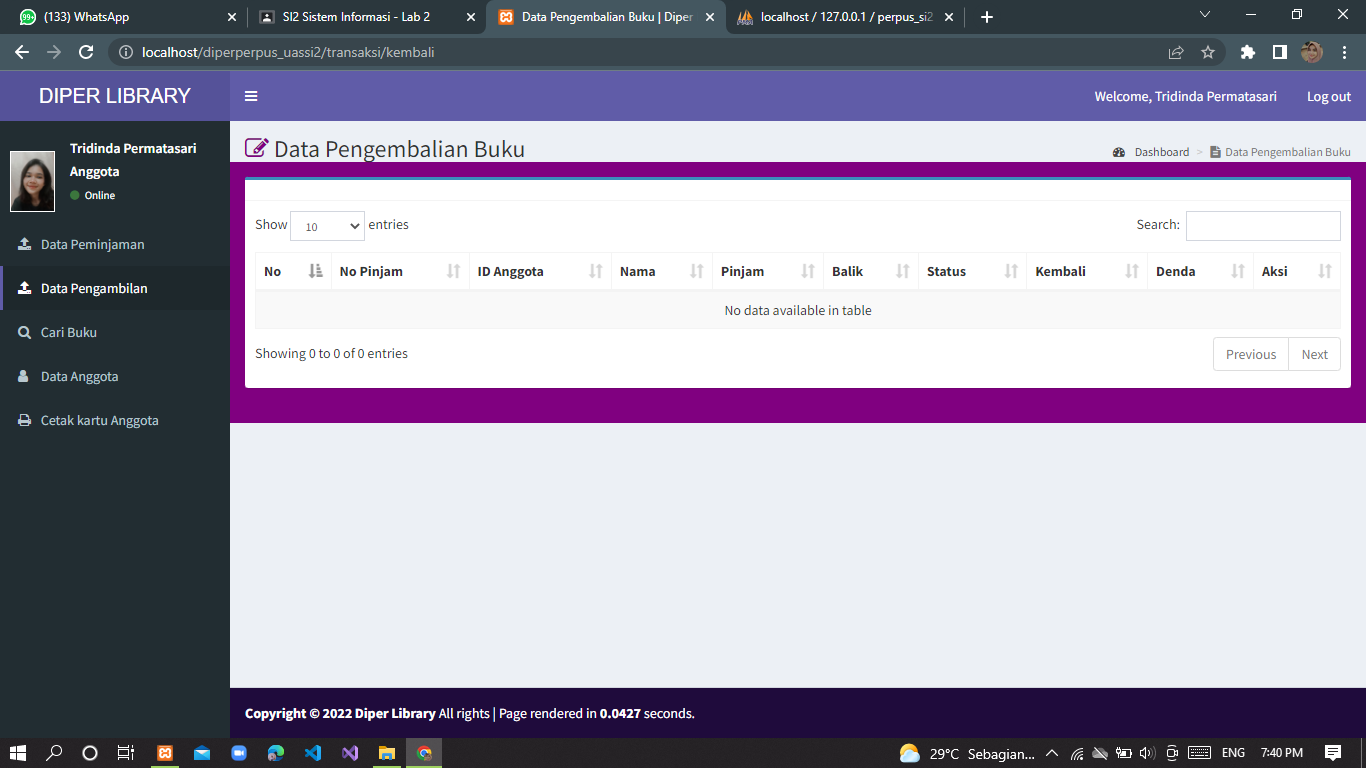 (133) WhatsApp
SI2 Sistem Informasi - Lab 2
Data Pengembalian Buku | Diper
localhost / 127.0.0.1 / perpus_si2
localhost/diperperpus_uassi2/transaksi/kembali
DIPER LIBRARY
Welcome, Tridinda Permatasari
Log out
Tridinda Permatasari
Anggota
Online
Data Peminjaman
Data Pengambilan
Cari Buku
Data Anggota
Cetak kartu Anggota
Data Pengembalian Buku
Dashboard > Data Pengembalian Buku
Show 10 entries
Search:
No No Pinjam ID Anggota Nama Pinjam Balik Status Kembali Denda Aksi
No data available in table
Showing 0 to 0 of 0 entries
Previous Next
Copyright © 2022 Diper Library All rights | Page rendered in 0.0427 seconds.
29°C Sebagian... ENG 7:40 PM